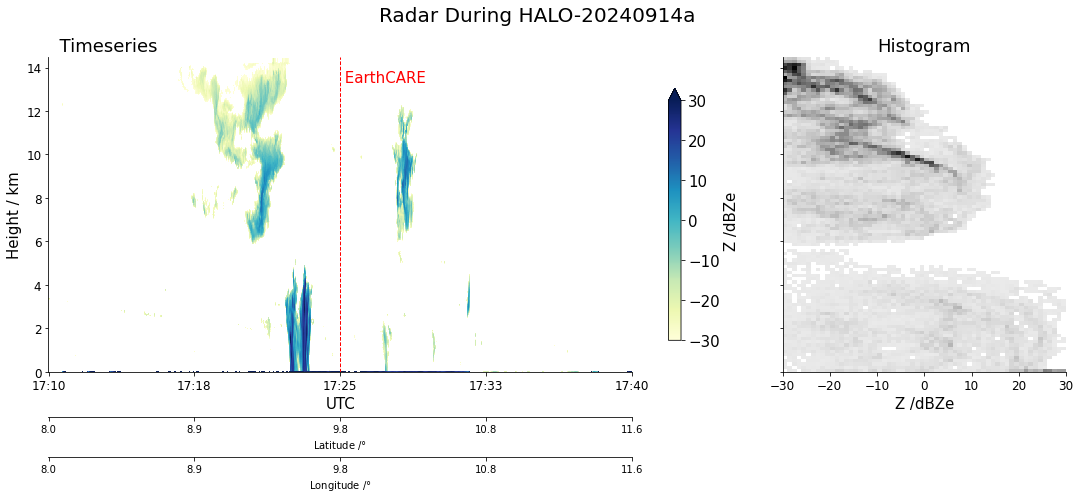 Radar During HALO-20240914a
Timeseries
Histogram
EarthCARE
Height / km
14
12
10
8
6
4
2
0
17:10 17:18 17:25 17:33 17:40
UTC
8.0 8.9 9.8 10.8 11.6
Latitude /°
8.0 8.9 9.8 10.8 11.6
Longitude /°
30
20
10
0
−10
−20
−30
Z /dBZe
−30 −20 −10 0 10 20 30
Z /dBZe